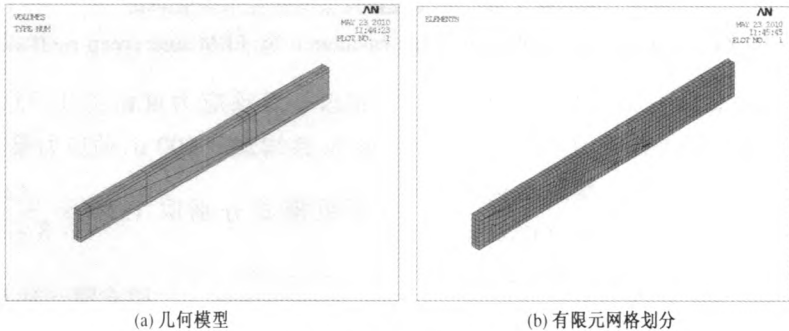 VOLUMES
TYPE NUM
AN
MAY 23 2010
11:44:23
PLOT NO. 1
ELEMENTS
AN
MAY 23 2010
11:45:45
PLOT NO. 1
(a) 几何模型
(b) 有限元网格划分